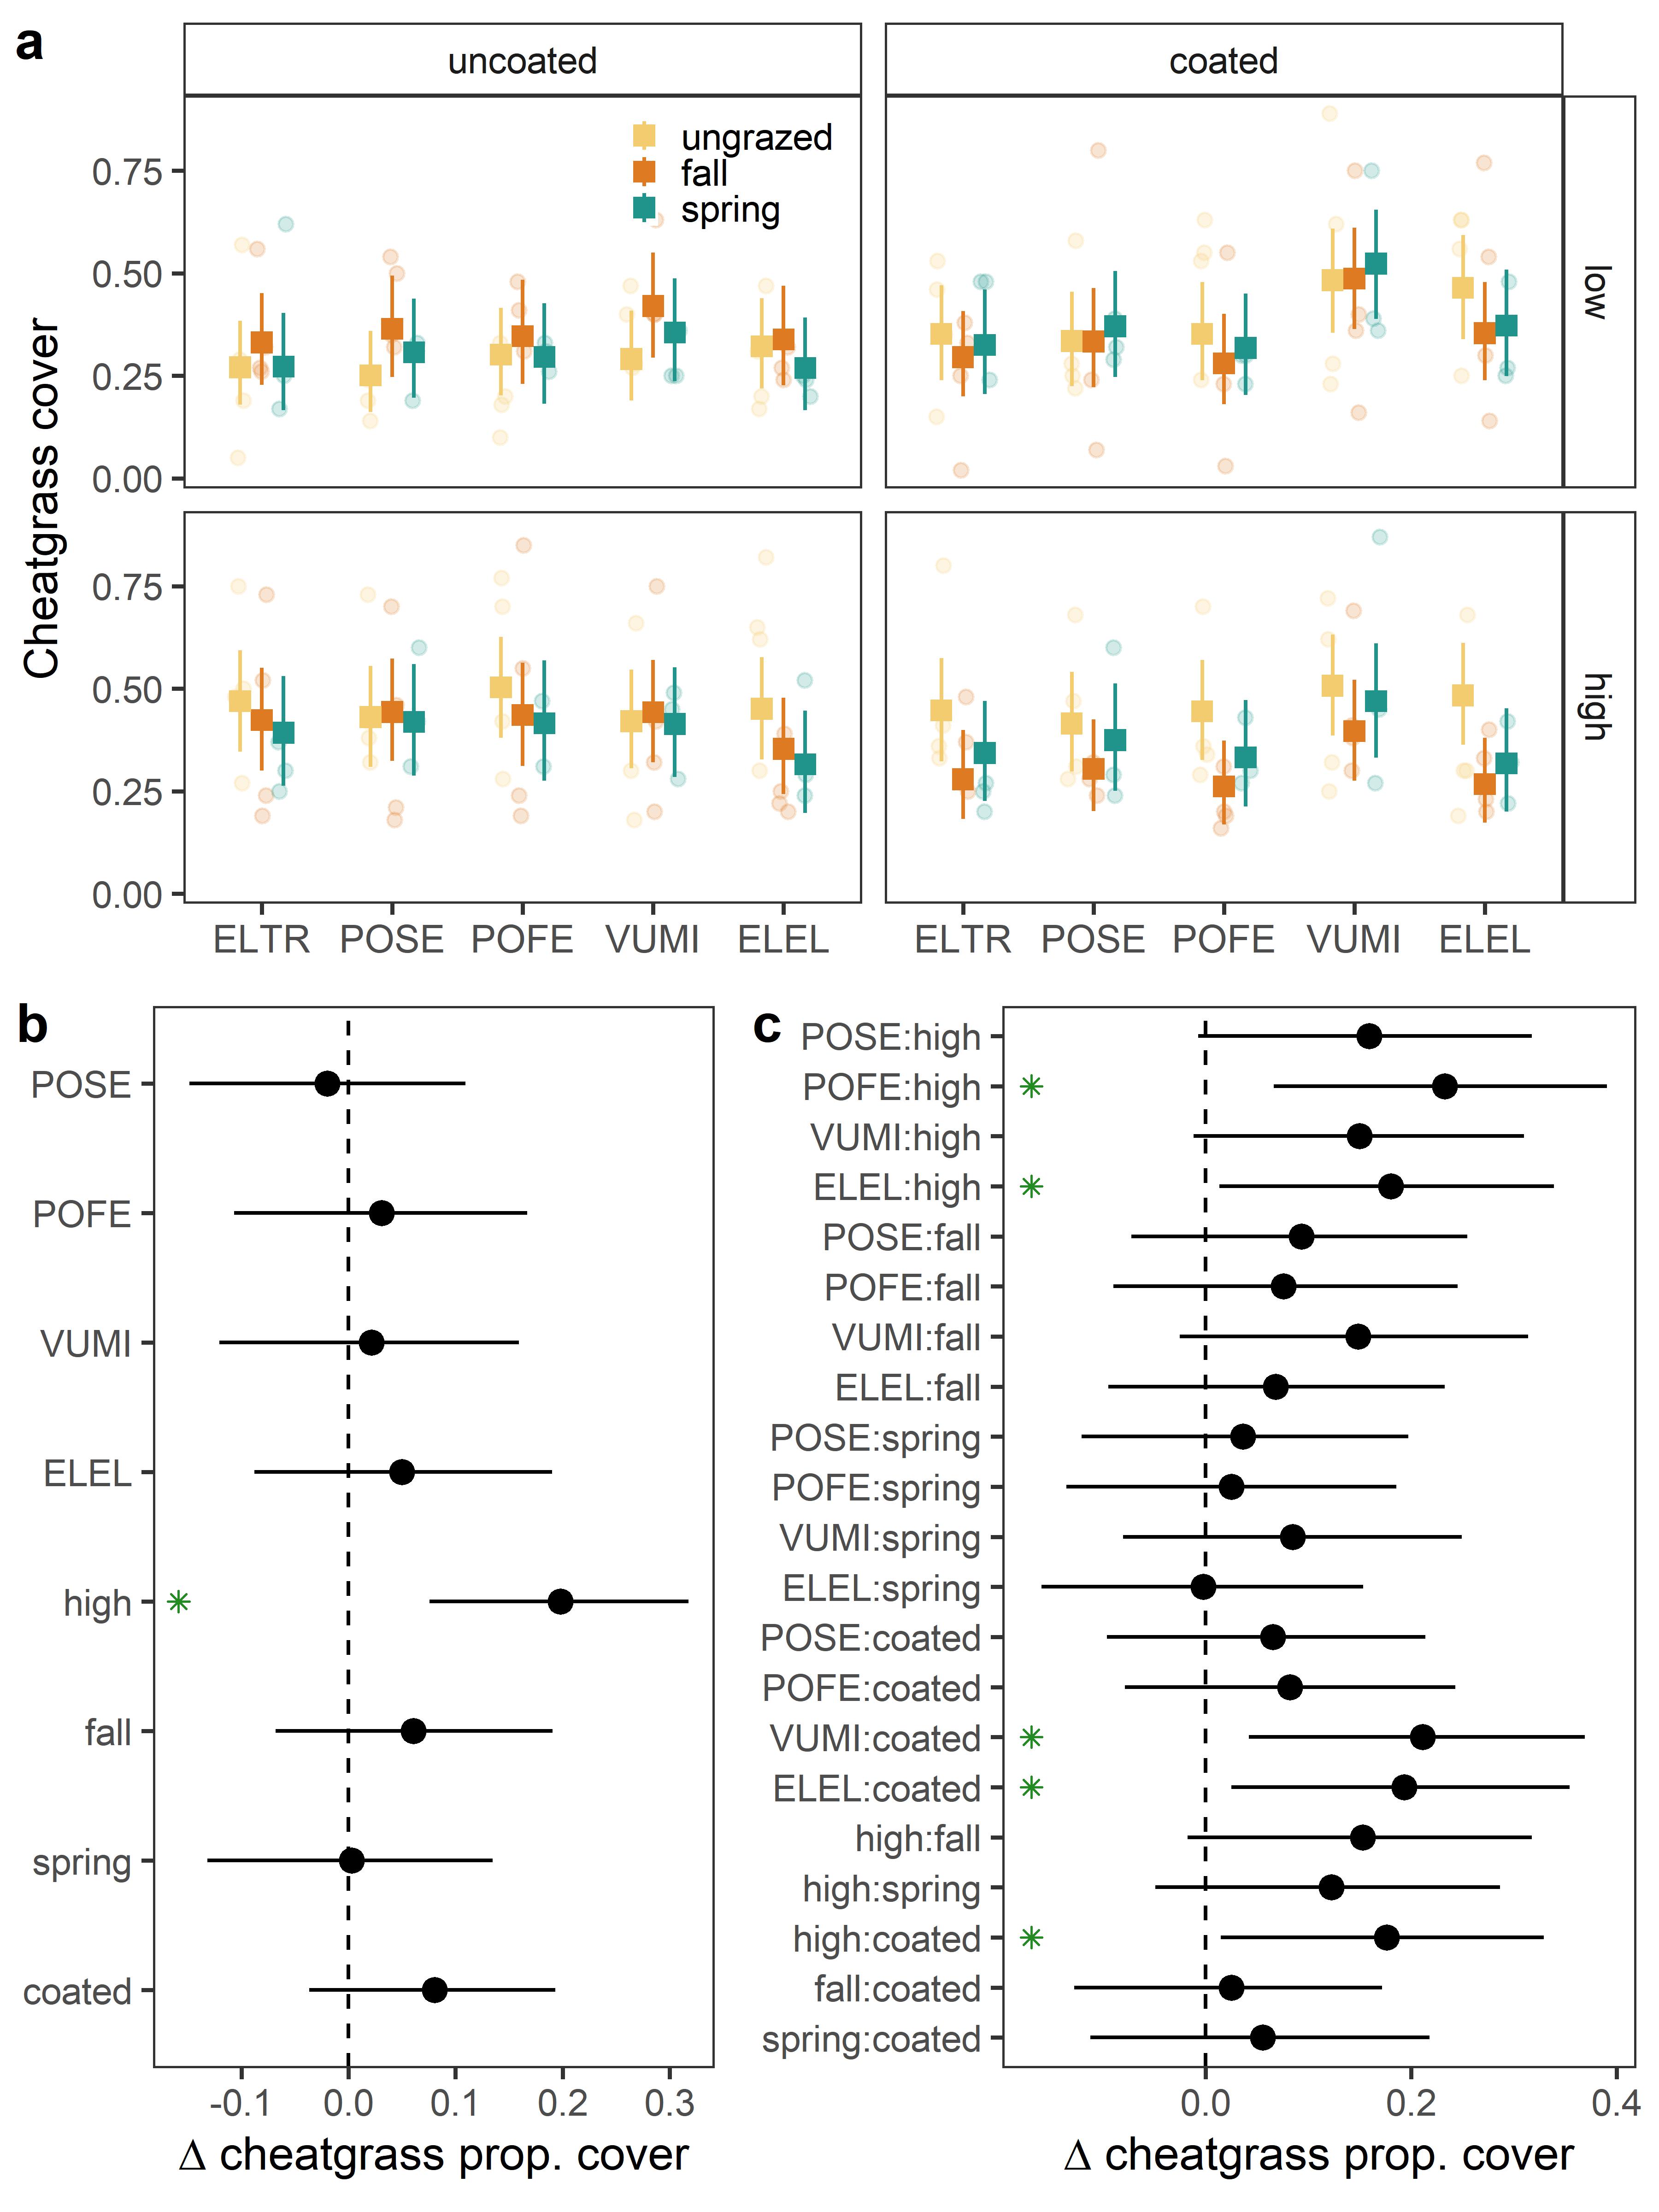 a
uncoated
coated
ungrazed
fall
spring
0.75
0.50
0.25
0.00
low
Cheatgrass cover
0.75
0.50
0.25
0.00
high
ELTR POSE POFE VUMI ELEL
ELTR POSE POFE VUMI ELEL
b
POSE
POFE
VUMI
ELEL
high
fall
spring
coated
-0.1 0.0 0.1 0.2 0.3
Δ cheatgrass prop. cover
c
POSE:high
POFE:high
VUMI:high
ELEL:high
POSE:fall
POFE:fall
VUMI:fall
ELEL:fall
POSE:spring
POFE:spring
VUMI:spring
ELEL:spring
POSE:coated
POFE:coated
VUMI:coated
ELEL:coated
high:fall
high:spring
high:coated
fall:coated
spring:coated
0.0 0.2 0.4
Δ cheatgrass prop. cover